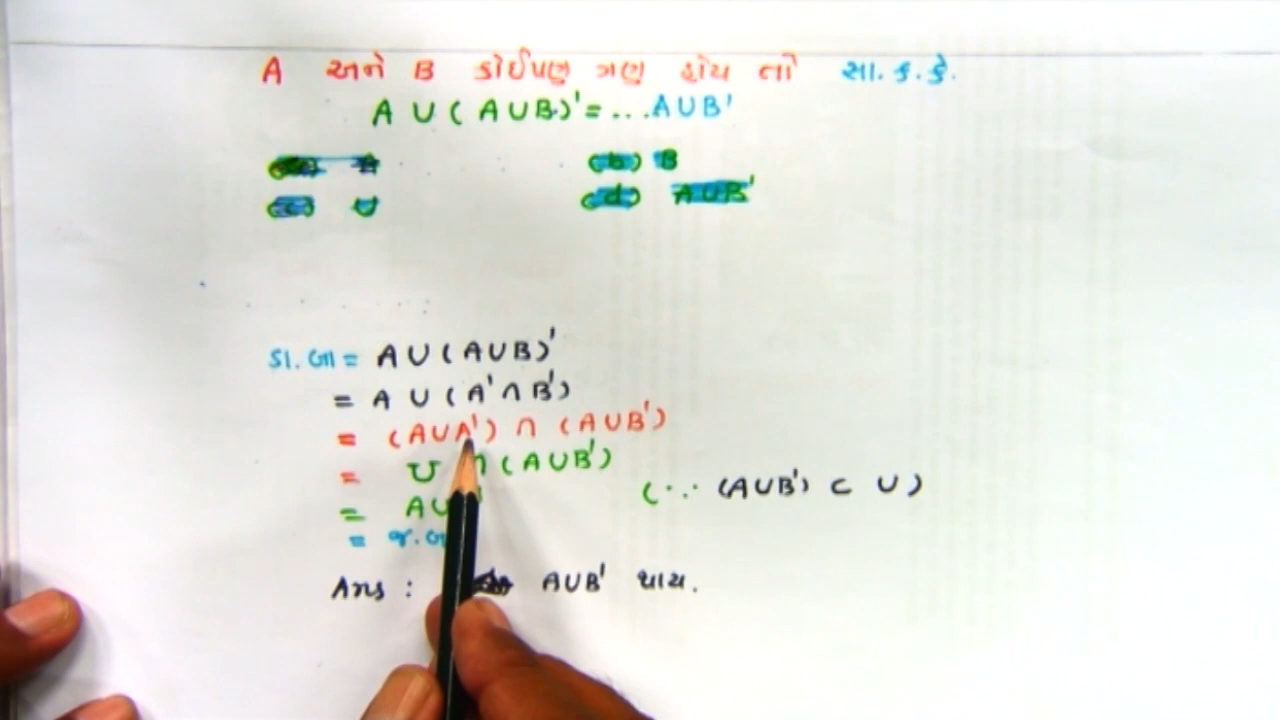 A અને B કોઈપણ ગણ હોય તો સા. ક. કે.
A ∪ ( A∪B)' = ...A∪B'
(b) B
(c) U
(d) A∪B'
ડા. બા = A ∪ ( A∪B )'
= A ∪ ( A' ∩ B')
= (A∪A') ∩ (A∪B')
= U ∩ (A∪B')
= A∪ (∵ (A∪B') ⊂ U)
= જ.બ
Ans : A∪B' થાય.